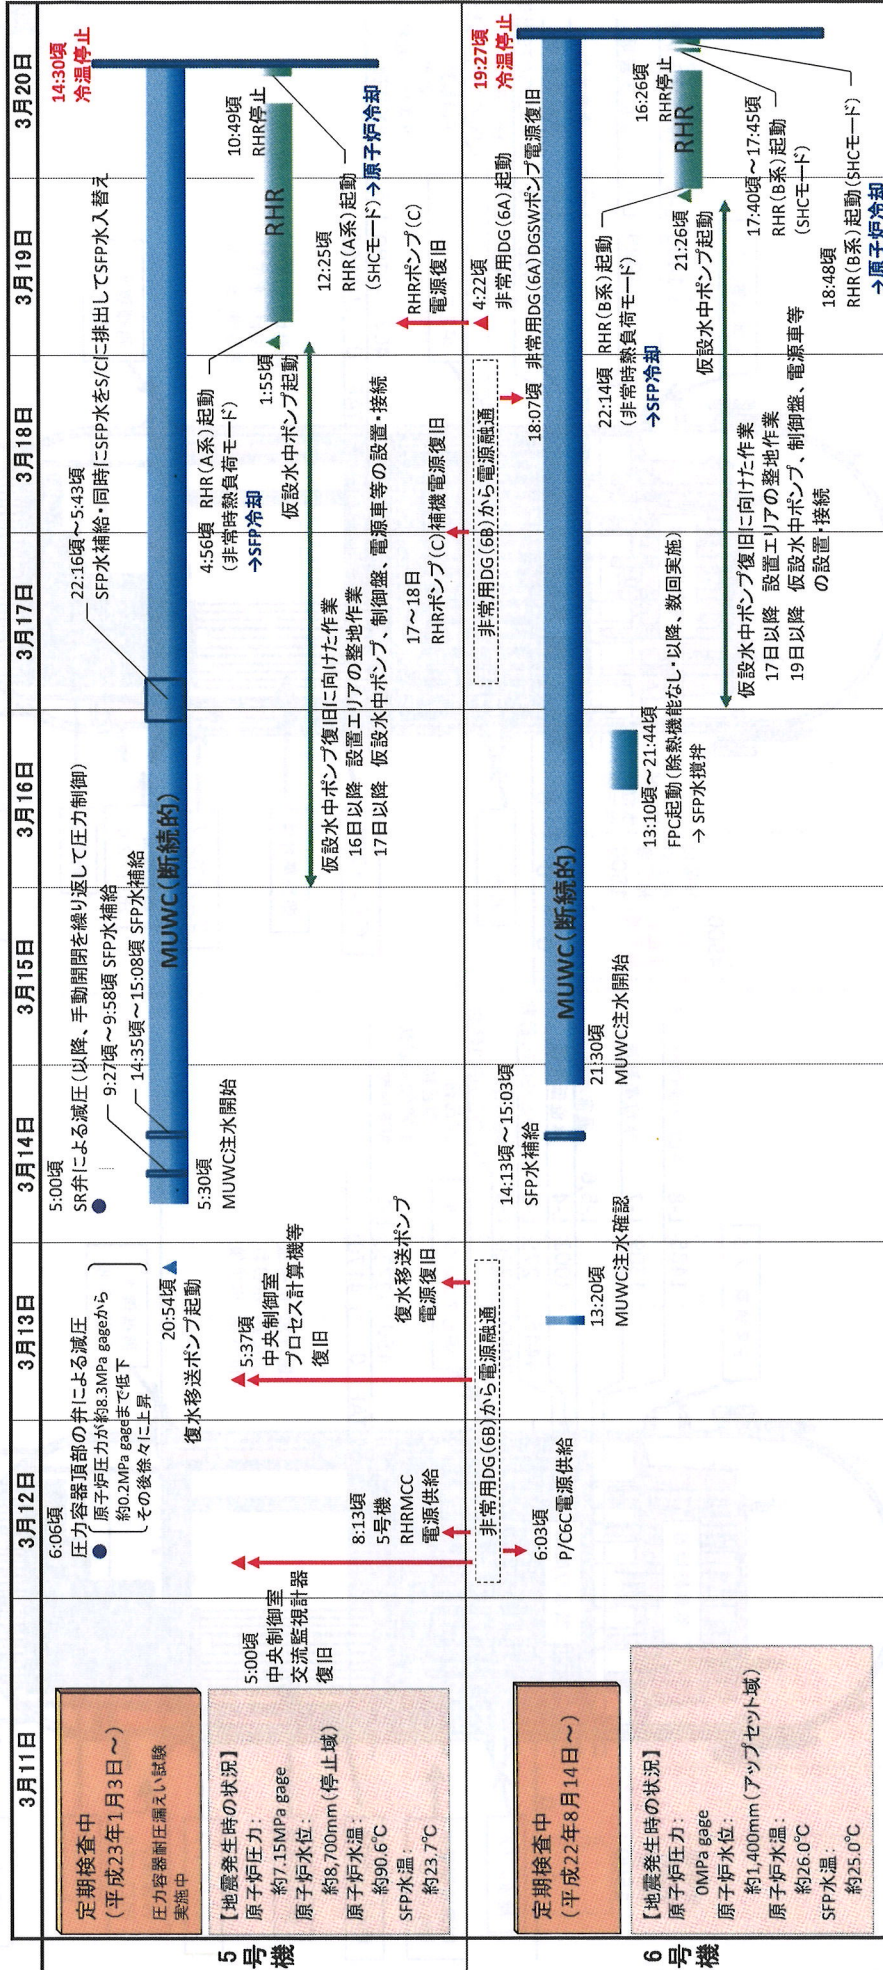 3月11日
3月12日
3月13日
3月14日
3月15日
3月16日
3月17日
3月18日
3月19日
3月20日
5号機
定期検査中
(平成23年1月3日~)
圧力容器耐圧漏えい試験
実施中
【地震発生時の状況】
原子炉圧力:
約7.15MPa gage
原子炉水位:
約8,700mm(停止域)
原子炉水温:
約90.6℃
SFP水温:
約23.7℃
6:06頃
圧力容器頂部の弁による減圧
原子炉圧力が約8.3MPa gageから
約0.2MPa gageまで低下
その後徐々に上昇
5:00頃
中央制御室
交流監視計器
復旧
8:13頃
5号機
RHRMCC
電源供給
20:54頃
復水移送ポンプ起動
5:37頃
中央制御室
プロセス計算機等
復旧
復水移送ポンプ
電源復旧
5:00頃
SR弁による減圧(以降、手動開閉を繰り返して圧力制御)
9:27頃~9:58頃 SFP水補給
14:35頃~15:08頃 SFP水補給
5:30頃
MUWC注水開始
MUWC(断続的)
22:16頃~5:43頃
SFP水補給・同時にSFP水をS/Cに排出してSFP水入替え
仮設水中ポンプ復旧に向けた作業
16日以降 設置エリアの整地作業
17日以降 仮設水中ポンプ、制御盤、電源車等の設置・接続
17~18日
RHRポンプ(C)補機電源復旧
4:56頃 RHR(A系)起動
(非常時熱負荷モード)
→SFP冷却
1:55頃
仮設水中ポンプ起動
RHR
10:49頃
RHR停止
12:25頃
RHR(A系)起動
(SHCモード)→原子炉冷却
RHRポンプ(C)
電源復旧
14:30頃
冷温停止
非常用DG(6B)から電源融通
非常用DG(6B)から電源融通
6号機
定期検査中
(平成22年8月14日~)
【地震発生時の状況】
原子炉圧力:
0MPa gage
原子炉水位:
約1,400mm(アップセット域)
原子炉水温:
約26.0℃
SFP水温:
約25.0℃
6:03頃
P/C6C電源供給
13:20頃
MUWC注水確認
14:13頃~15:03頃
SFP水補給
21:30頃
MUWC注水開始
MUWC(断続的)
13:10頃~21:44頃
FPC起動(除熱機能なし・以降、数回実施)
→ SFP水撹拌
仮設水中ポンプ復旧に向けた作業
17日以降 設置エリアの整地作業
19日以降 仮設水中ポンプ、制御盤、電源車等
の設置・接続
18:07頃 非常用DG(6A)DGSWポンプ電源復旧
4:22頃
非常用DG(6A)起動
22:14頃 RHR(B系)起動
(非常時熱負荷モード)
→SFP冷却
21:26頃
仮設水中ポンプ起動
RHR
16:26頃
RHR停止
17:40頃~17:45頃
RHR(B系)起動
(SHCモード)
18:48頃
RHR(B系)起動(SHCモード)
→原子炉冷却
19:27頃
冷温停止